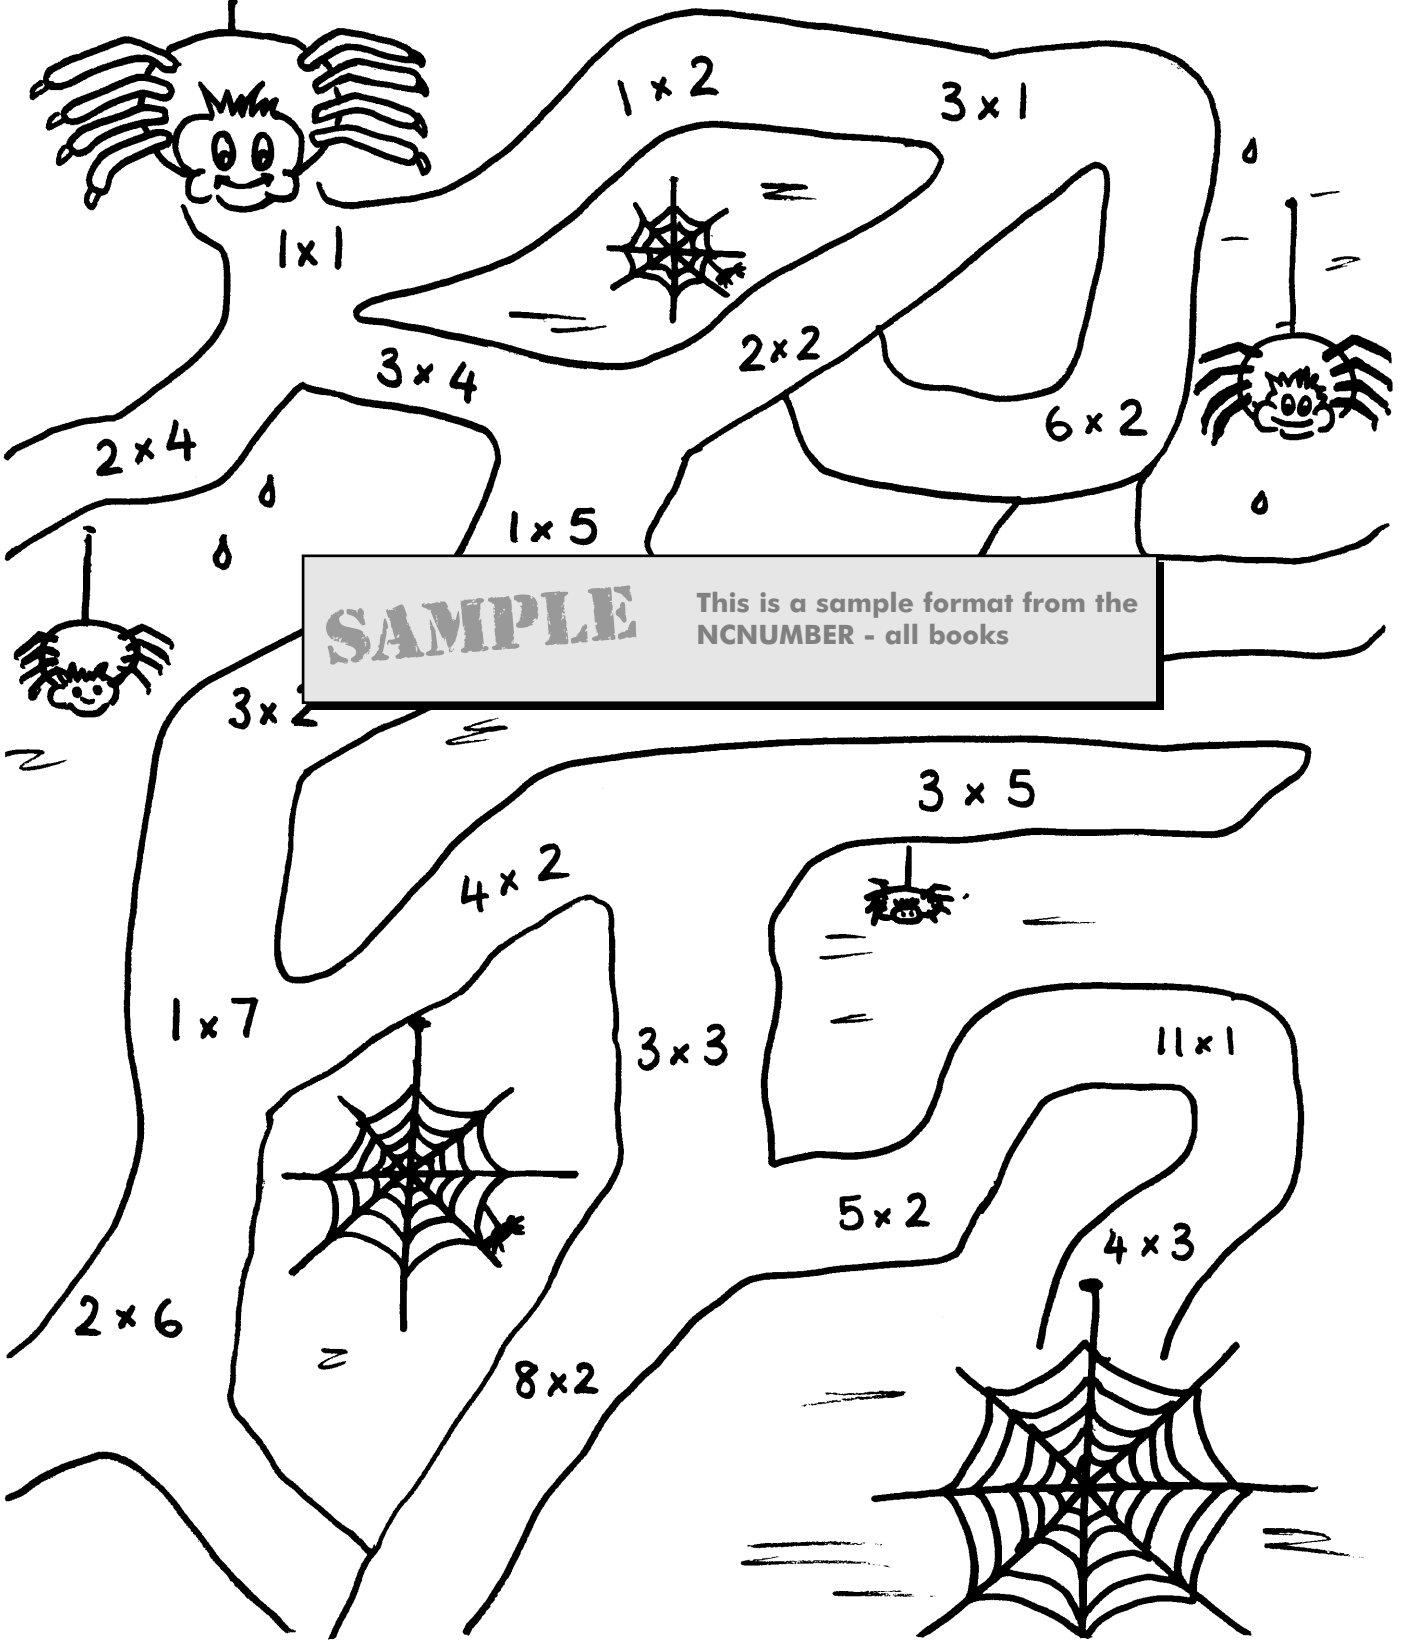 1 x 2
3 x 1
1 x 1
2 x 2
3 x 4
6 x 2
2 x 4
1 x 5
SAMPLE
This is a sample format from the
NCNUMBER - all books
3 x 2
3 x 5
4 x 2
1 x 7
3 x 3
11 x 1
5 x 2
4 x 3
2 x 6
8 x 2